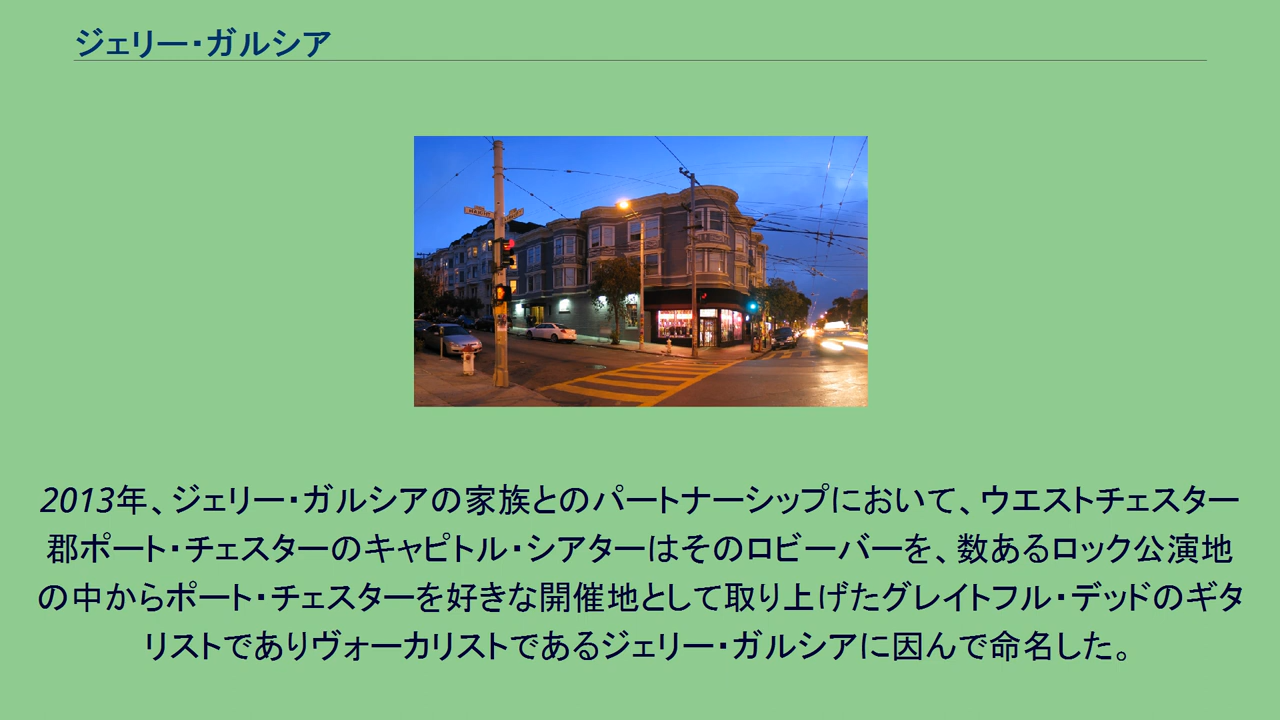 ジェリー・ガルシア
2013年、ジェリー・ガルシアの家族とのパートナーシップにおいて、ウエストチェスター
郡ポート・チェスターのキャピトル・シアターはそのロビーバーを、数あるロック公演地
の中からポート・チェスターを好きな開催地として取り上げたグレイトフル・デッドのギタ
リストでありヴォーカリストであるジェリー・ガルシアに因んで命名した。